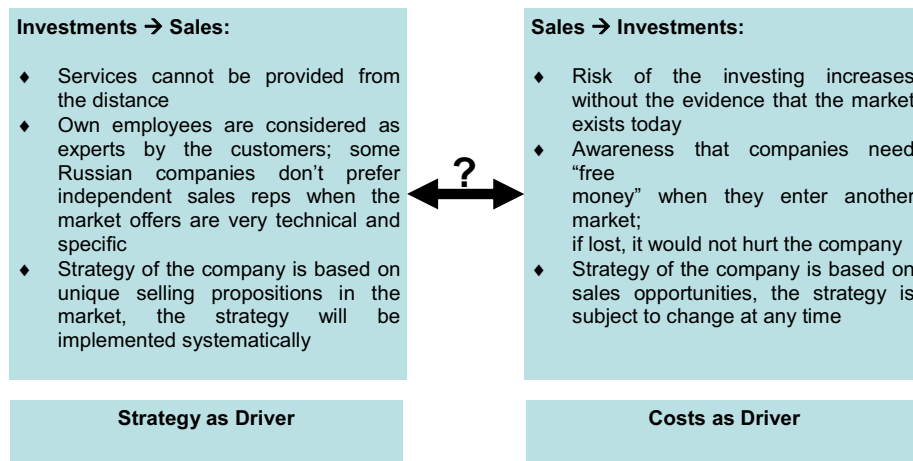 Investments → Sales:
♦ Services cannot be provided from
the distance
♦ Own employees are considered as
experts by the customers; some
Russian companies don't prefer
independent sales reps when the
market offers are very technical and
specific
♦ Strategy of the company is based on
unique selling propositions in the
market, the strategy will be
implemented systematically
?
Sales → Investments:
♦ Risk of the investing increases
without the evidence that the market
exists today
♦ Awareness that companies need
“free
money” when they enter another
market;
if lost, it would not hurt the company
♦ Strategy of the company is based on
sales opportunities, the strategy is
subject to change at any time
Strategy as Driver
Costs as Driver